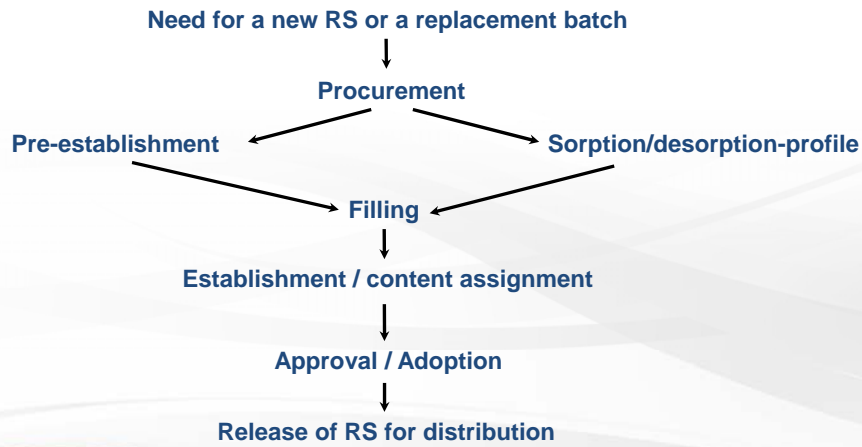 Need for a new RS or a replacement batch
Procurement
Pre-establishment
Sorption/desorption-profile
Filling
Establishment / content assignment
Approval / Adoption
Release of RS for distribution